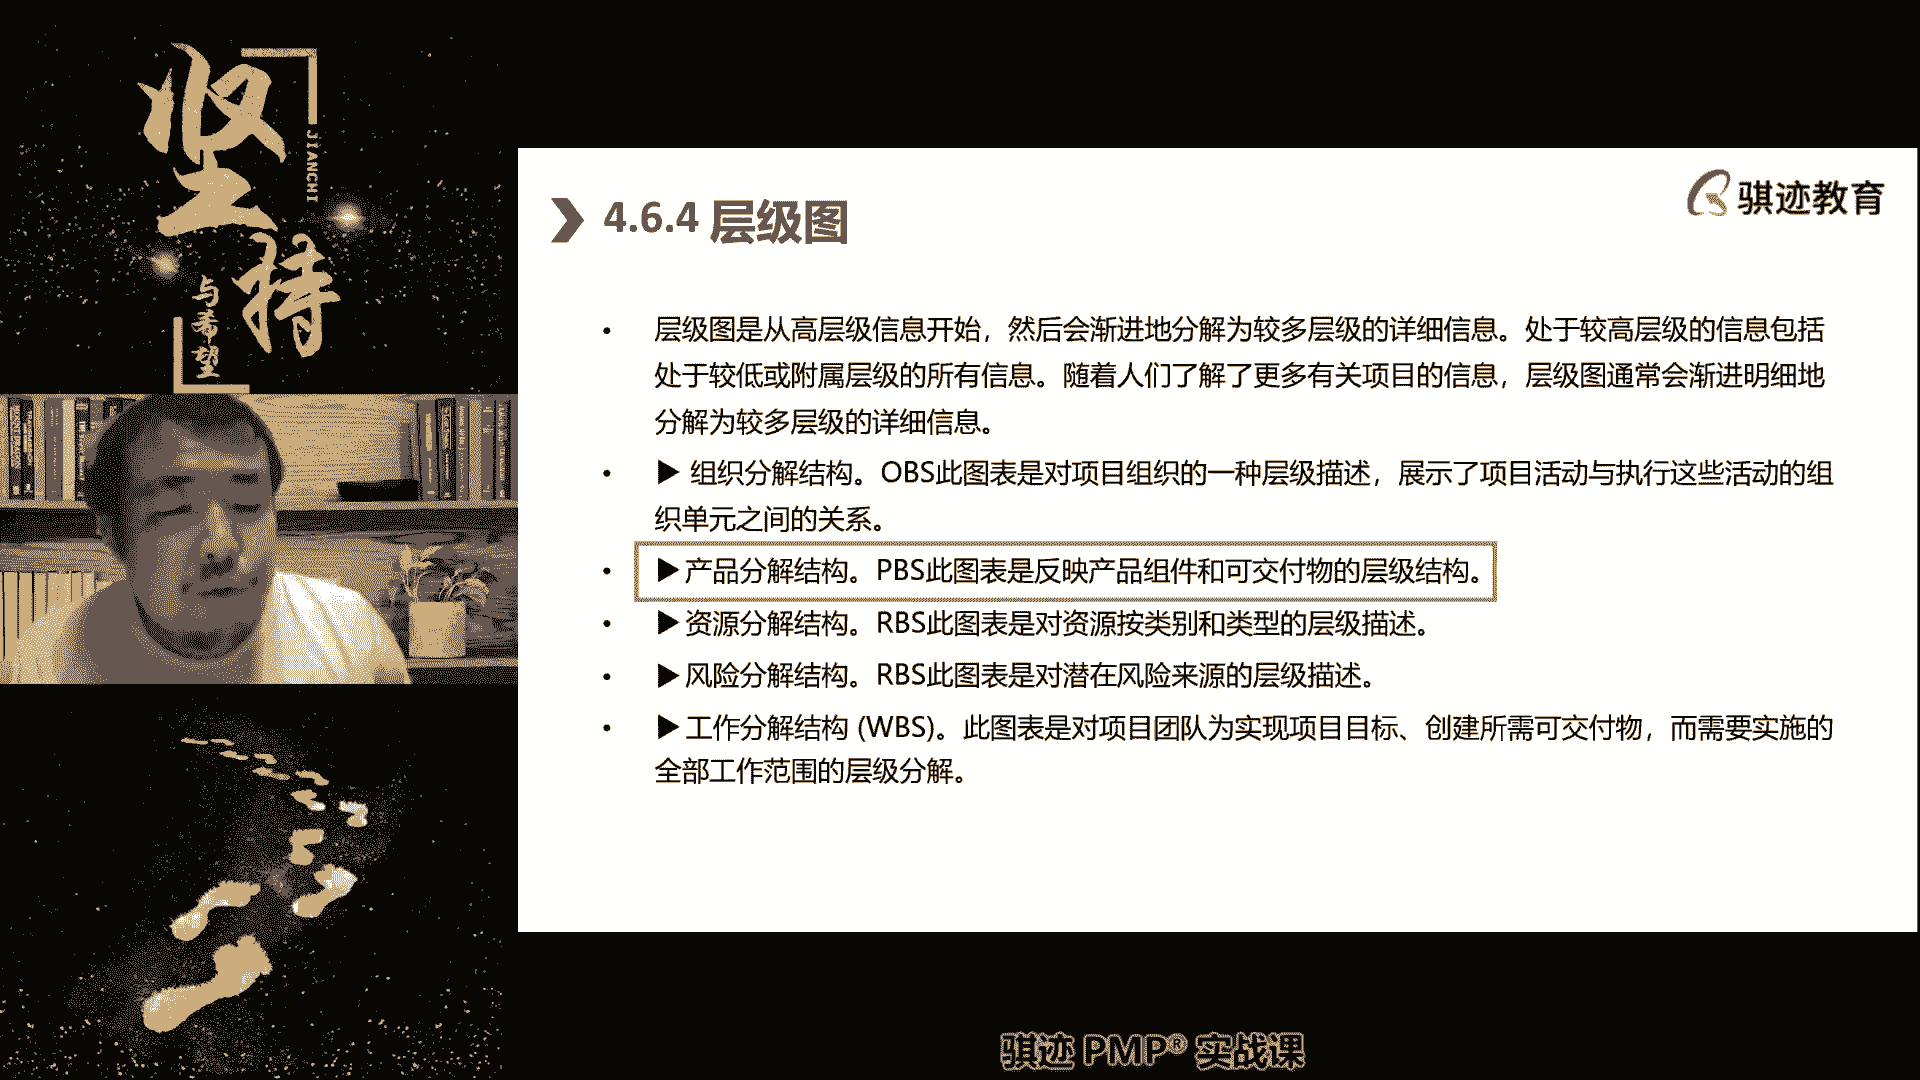 坚持
JIANCHI
与希望
骐迹教育
4.6.4 层级图
• 层级图是从高层级信息开始，然后会渐进地分解为较多层级的详细信息。处于较高层级的信息包括
处于较低或附属层级的所有信息。随着人们了解了更多有关项目的信息，层级图通常会渐进明细地
分解为较多层级的详细信息。
• ▶ 组织分解结构。OBS此图表是对项目组织的一种层级描述，展示了项目活动与执行这些活动的组
织单元之间的关系。
• ▶产品分解结构。PBS此图表是反映产品组件和可交付物的层级结构。
• ▶资源分解结构。RBS此图表是对资源按类别和类型的层级描述。
• ▶风险分解结构。RBS此图表是对潜在风险来源的层级描述。
• ▶工作分解结构 (WBS)。此图表是对项目团队为实现项目目标、创建所需可交付物，而需要实施的
全部工作范围的层级分解。
骐迹 PMP® 实战课